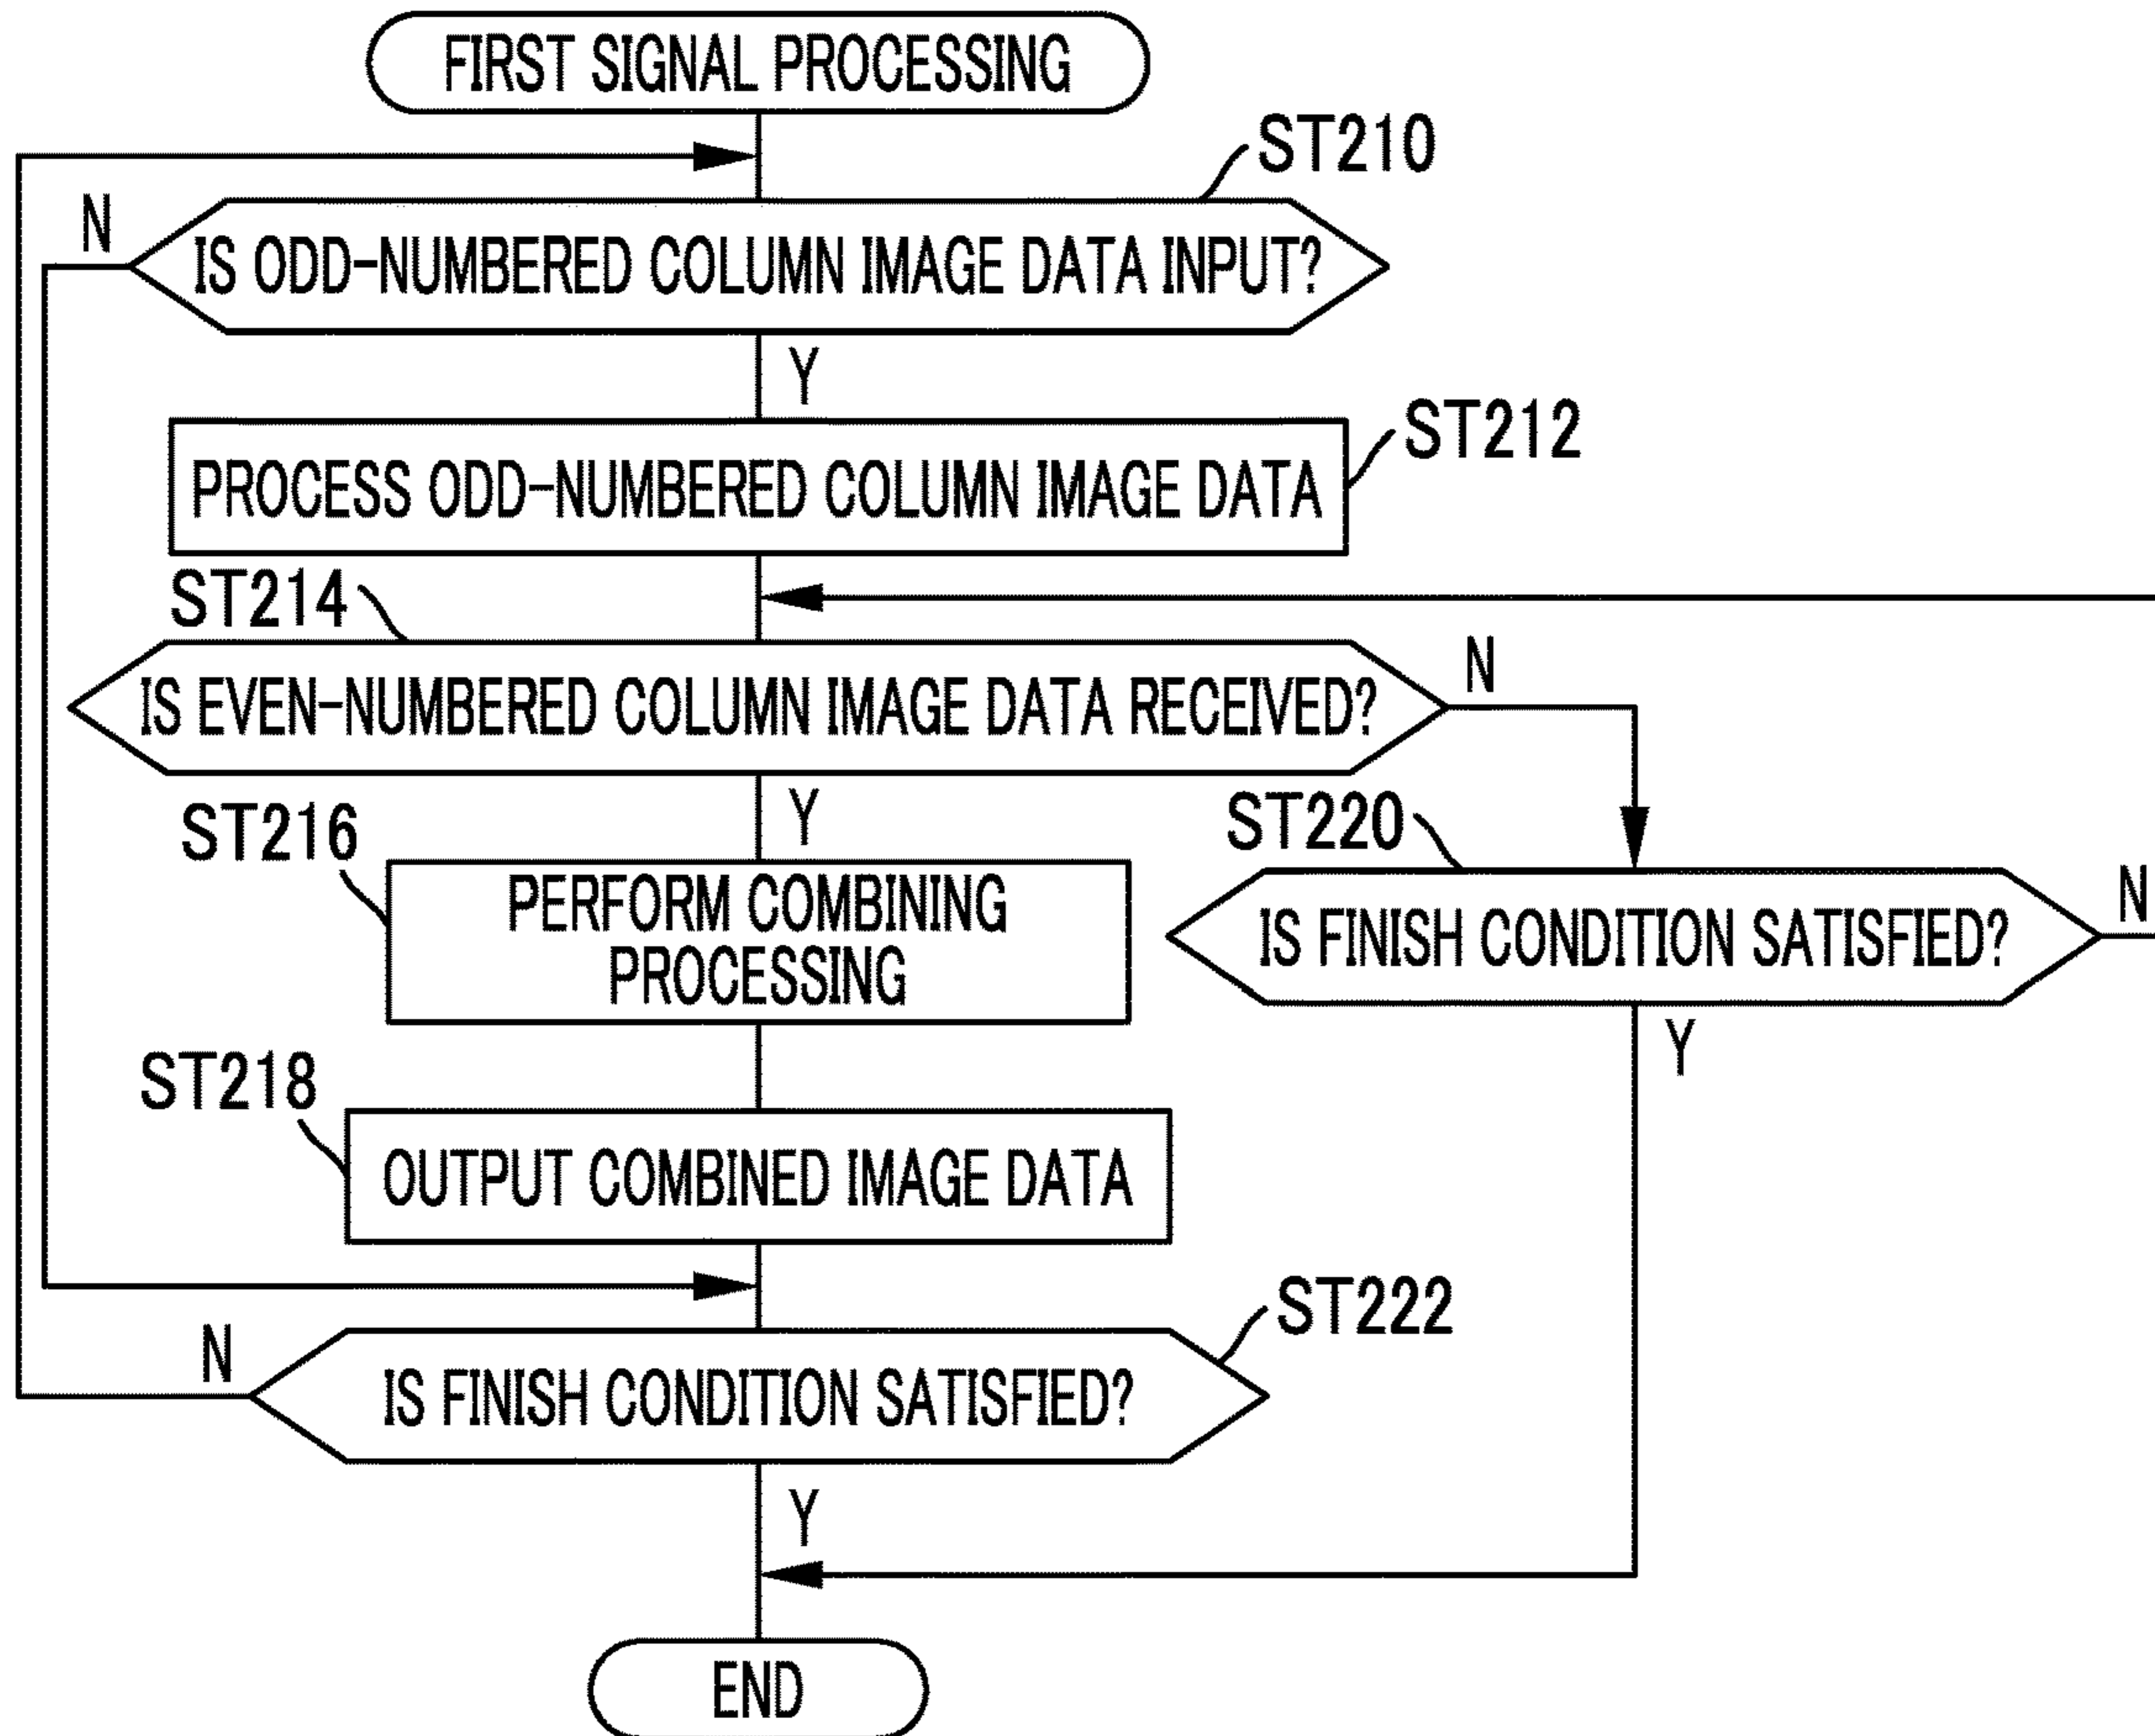 FIRST SIGNAL PROCESSING
ST210
N
IS ODD-NUMBERED COLUMN IMAGE DATA INPUT?
Y
ST212
PROCESS ODD-NUMBERED COLUMN IMAGE DATA
ST214
N
IS EVEN-NUMBERED COLUMN IMAGE DATA RECEIVED?
Y
ST216
ST220
PERFORM COMBINING
PROCESSING
N
IS FINISH CONDITION SATISFIED?
Y
ST218
OUTPUT COMBINED IMAGE DATA
ST222
N
IS FINISH CONDITION SATISFIED?
Y
END